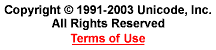 Copyright © 1991-2003 Unicode, Inc.
All Rights Reserved
Terms of Use